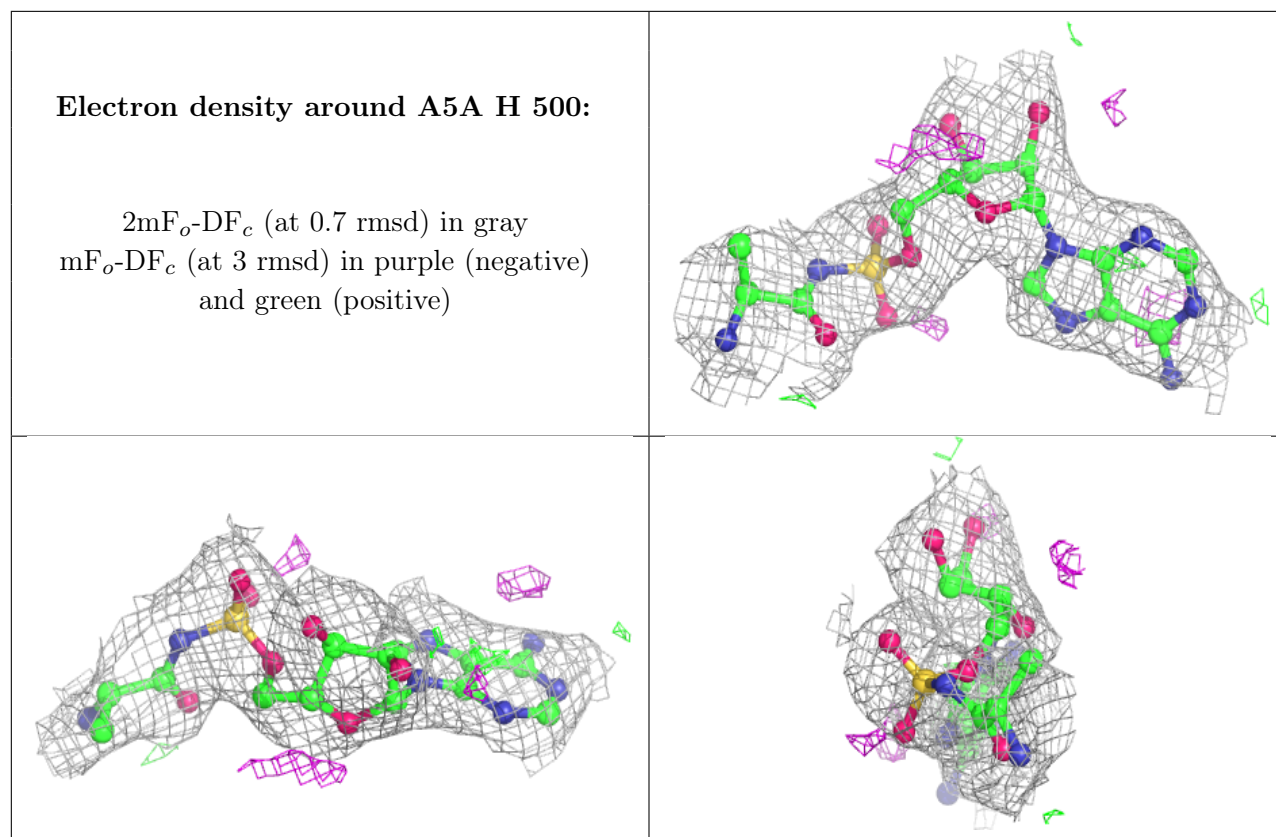 Electron density around A5A H 500:
2mFo-DFc (at 0.7 rmsd) in gray
mFo-DFc (at 3 rmsd) in purple (negative)
and green (positive)